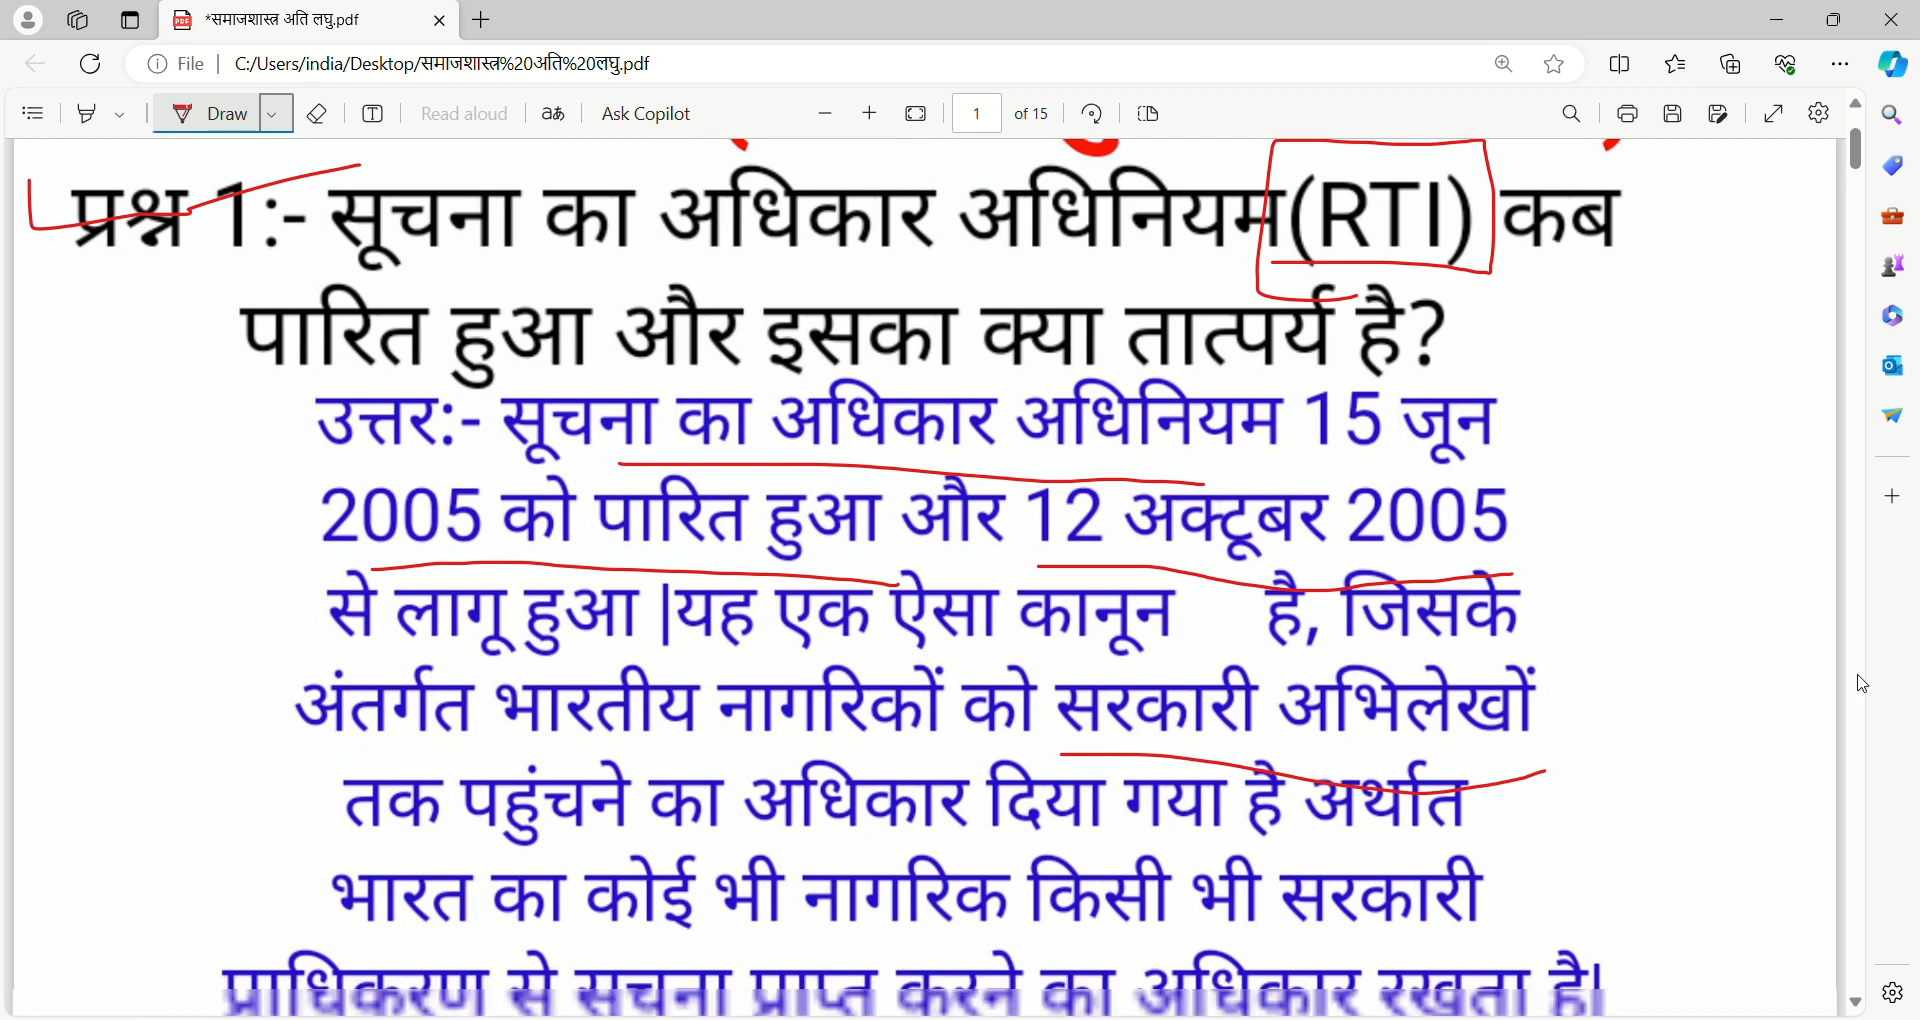 *समाजशास्त्र अति लघु.pdf
File C:/Users/india/Desktop/समाजशास्त्र%20अति%20लघु.pdf
Draw Read aloud aあ Ask Copilot 1 of 15
प्रश्न 1:- सूचना का अधिकार अधिनियम(RTI) कब
पारित हुआ और इसका क्या तात्पर्य है?
उत्तर:- सूचना का अधिकार अधिनियम 15 जून
2005 को पारित हुआ और 12 अक्टूबर 2005
से लागू हुआ |यह एक ऐसा कानून है, जिसके
अंतर्गत भारतीय नागरिकों को सरकारी अभिलेखों
तक पहुंचने का अधिकार दिया गया है अर्थात
भारत का कोई भी नागरिक किसी भी सरकारी
प्राधिकरण से सूचना प्राप्त करने का अधिकार रखता है|